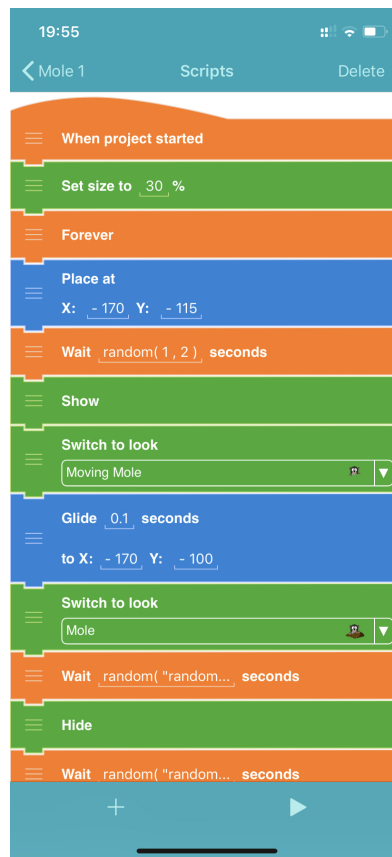 19:55
Mole 1 Scripts Delete
When project started
Set size to 30 %
Forever
Place at
X: - 170 Y: - 115
Wait random( 1 , 2 ) seconds
Show
Switch to look
Moving Mole
Glide 0.1 seconds
to X: - 170 Y: - 100
Switch to look
Mole
Wait random( "random... seconds
Hide
Wait random( "random... seconds